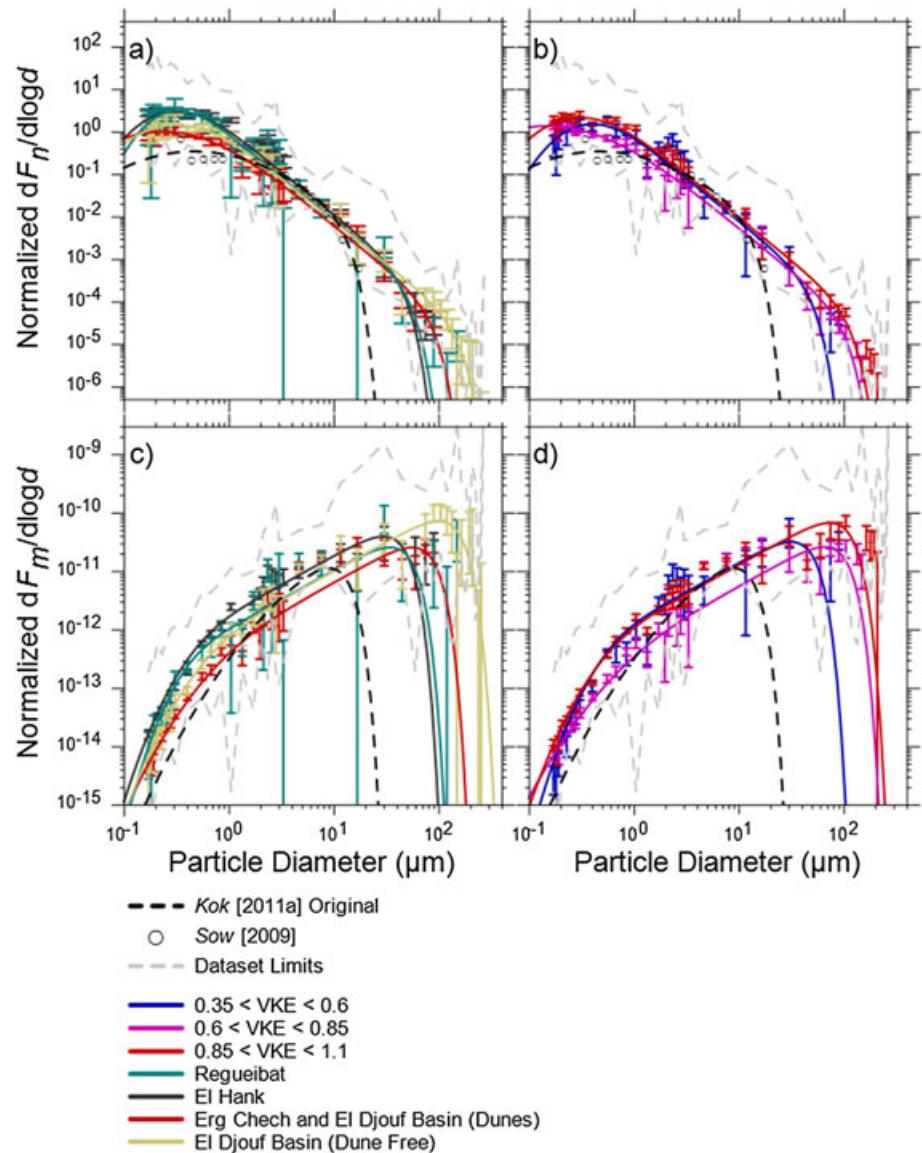 a)
b)
Normalized dFn/dlogd
10²
10¹
10⁰
10⁻¹
10⁻²
10⁻³
10⁻⁴
10⁻⁵
10⁻⁶
c)
d)
Normalized dFm/dlogd
10⁻⁹
10⁻¹⁰
10⁻¹¹
10⁻¹²
10⁻¹³
10⁻¹⁴
10⁻¹⁵
10⁻¹ 10⁰ 10¹ 10² 10⁻¹ 10⁰ 10¹ 10²
Particle Diameter (µm) Particle Diameter (µm)
Kok [2011a] Original
Sow [2009]
Dataset Limits
0.35 < VKE < 0.6
0.6 < VKE < 0.85
0.85 < VKE < 1.1
Regueibat
El Hank
Erg Chech and El Djouf Basin (Dunes)
El Djouf Basin (Dune Free)